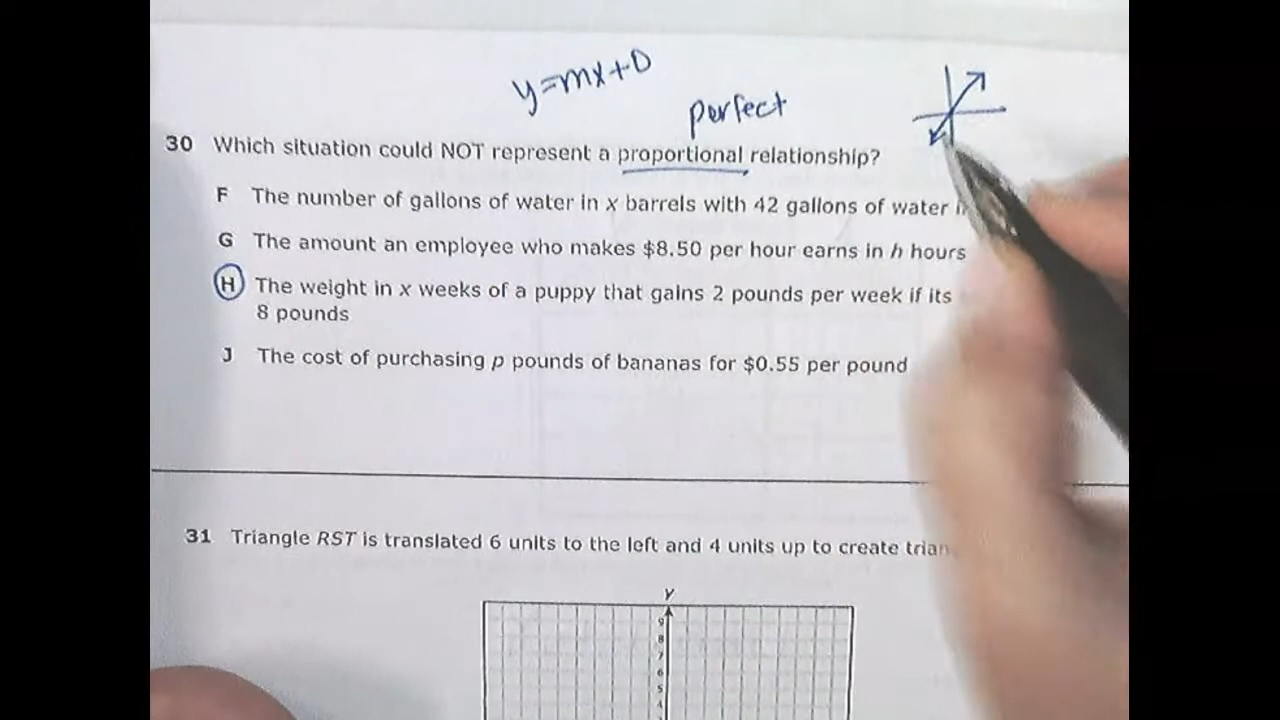 y=mx+0
perfect
30 Which situation could NOT represent a proportional relationship?
F The number of gallons of water in x barrels with 42 gallons of water
G The amount an employee who makes $8.50 per hour earns in h hours
H The weight in x weeks of a puppy that gains 2 pounds per week if its
8 pounds
J The cost of purchasing p pounds of bananas for $0.55 per pound
31 Triangle RST is translated 6 units to the left and 4 units up to create
y
9
8
7
6
5
4